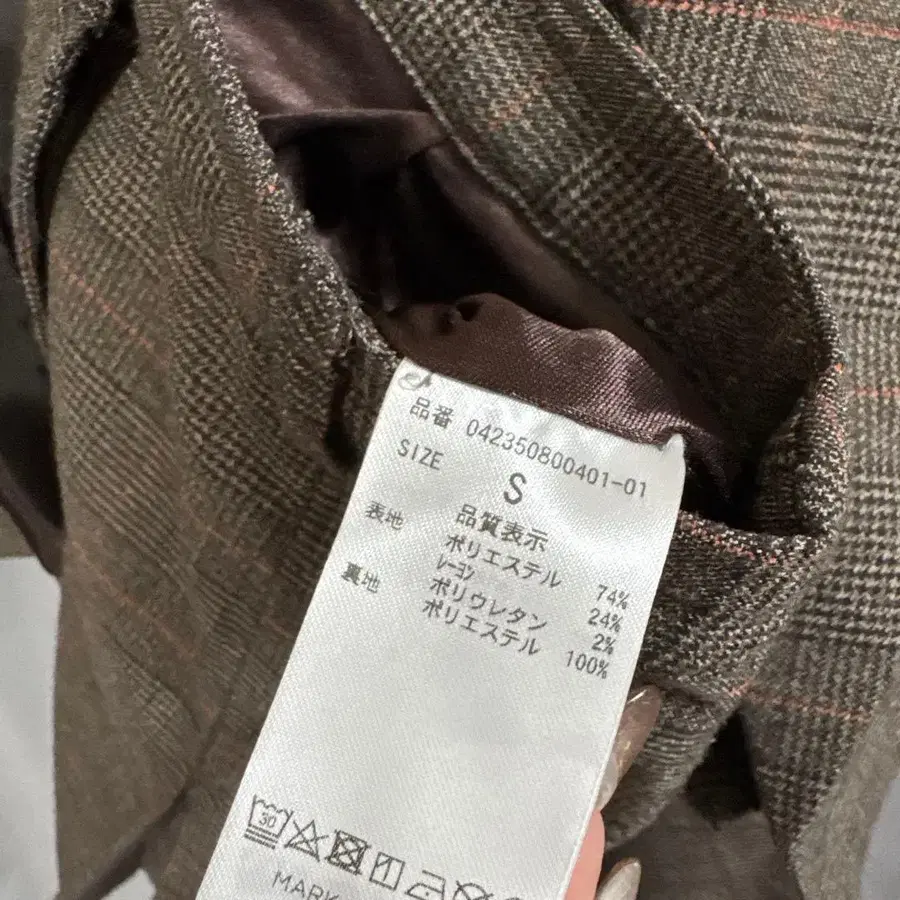 品番 042350800401-01
SIZE S
品質表示
表地 ポリエステル 74%
レーヨン 24%
ポリウレタン 2%
裏地 ポリエステル 100%
30
MARK